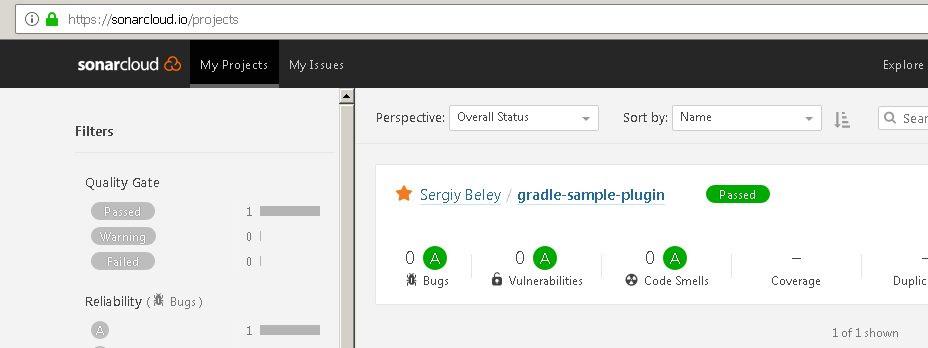 https://sonarcloud.io/projects
sonarcloud My Projects My Issues Explore
Filters
Quality Gate
Passed 1
Warning 0
Failed 0
Reliability ( Bugs )
A 1
Perspective: Overall Status Sort by: Name
Sergiy Beley / gradle-sample-plugin Passed
0 A 0 A 0 A – –
Bugs Vulnerabilities Code Smells Coverage Duplic
1 of 1 shown